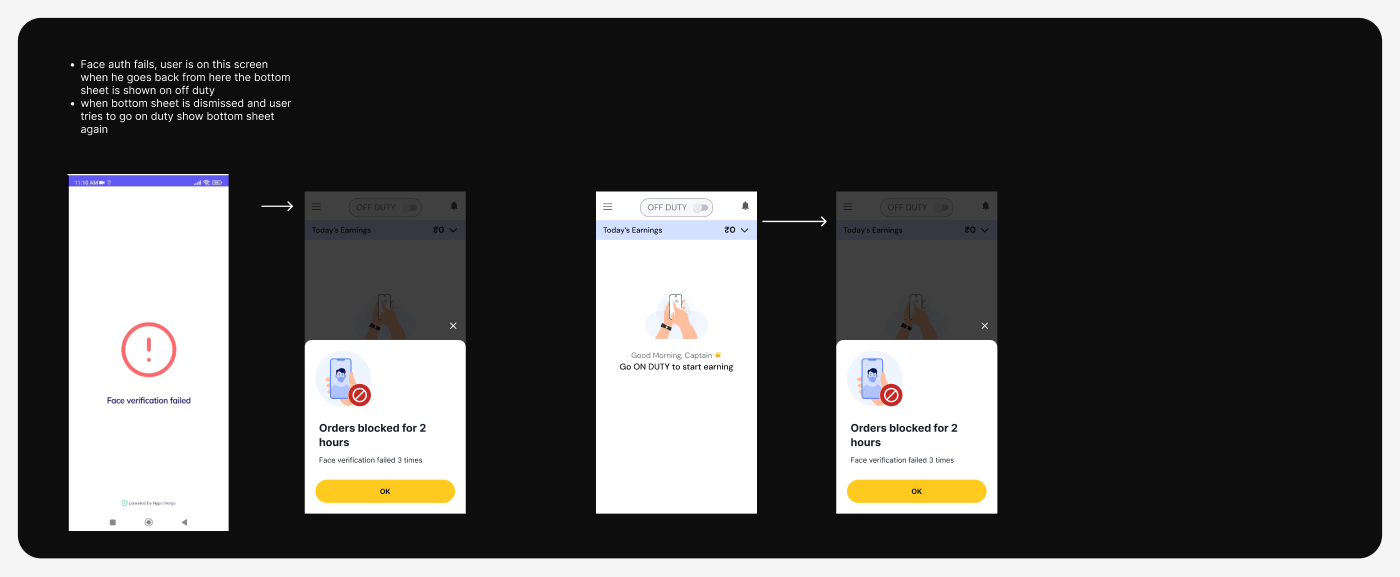 • Face auth fails, user is on this screen
when he goes back from here the bottom
sheet is shown on off duty
• when bottom sheet is dismissed and user
tries to go on duty show bottom sheet
again
11:10 AM
Face verification failed
powered by HyperVerge
OFF DUTY
Today's Earnings ₹0
Orders blocked for 2
hours
Face verification failed 3 times
OK
OFF DUTY
Today's Earnings ₹0
Good Morning, Captain
Go ON DUTY to start earning
OFF DUTY
Today's Earnings ₹0
Orders blocked for 2
hours
Face verification failed 3 times
OK